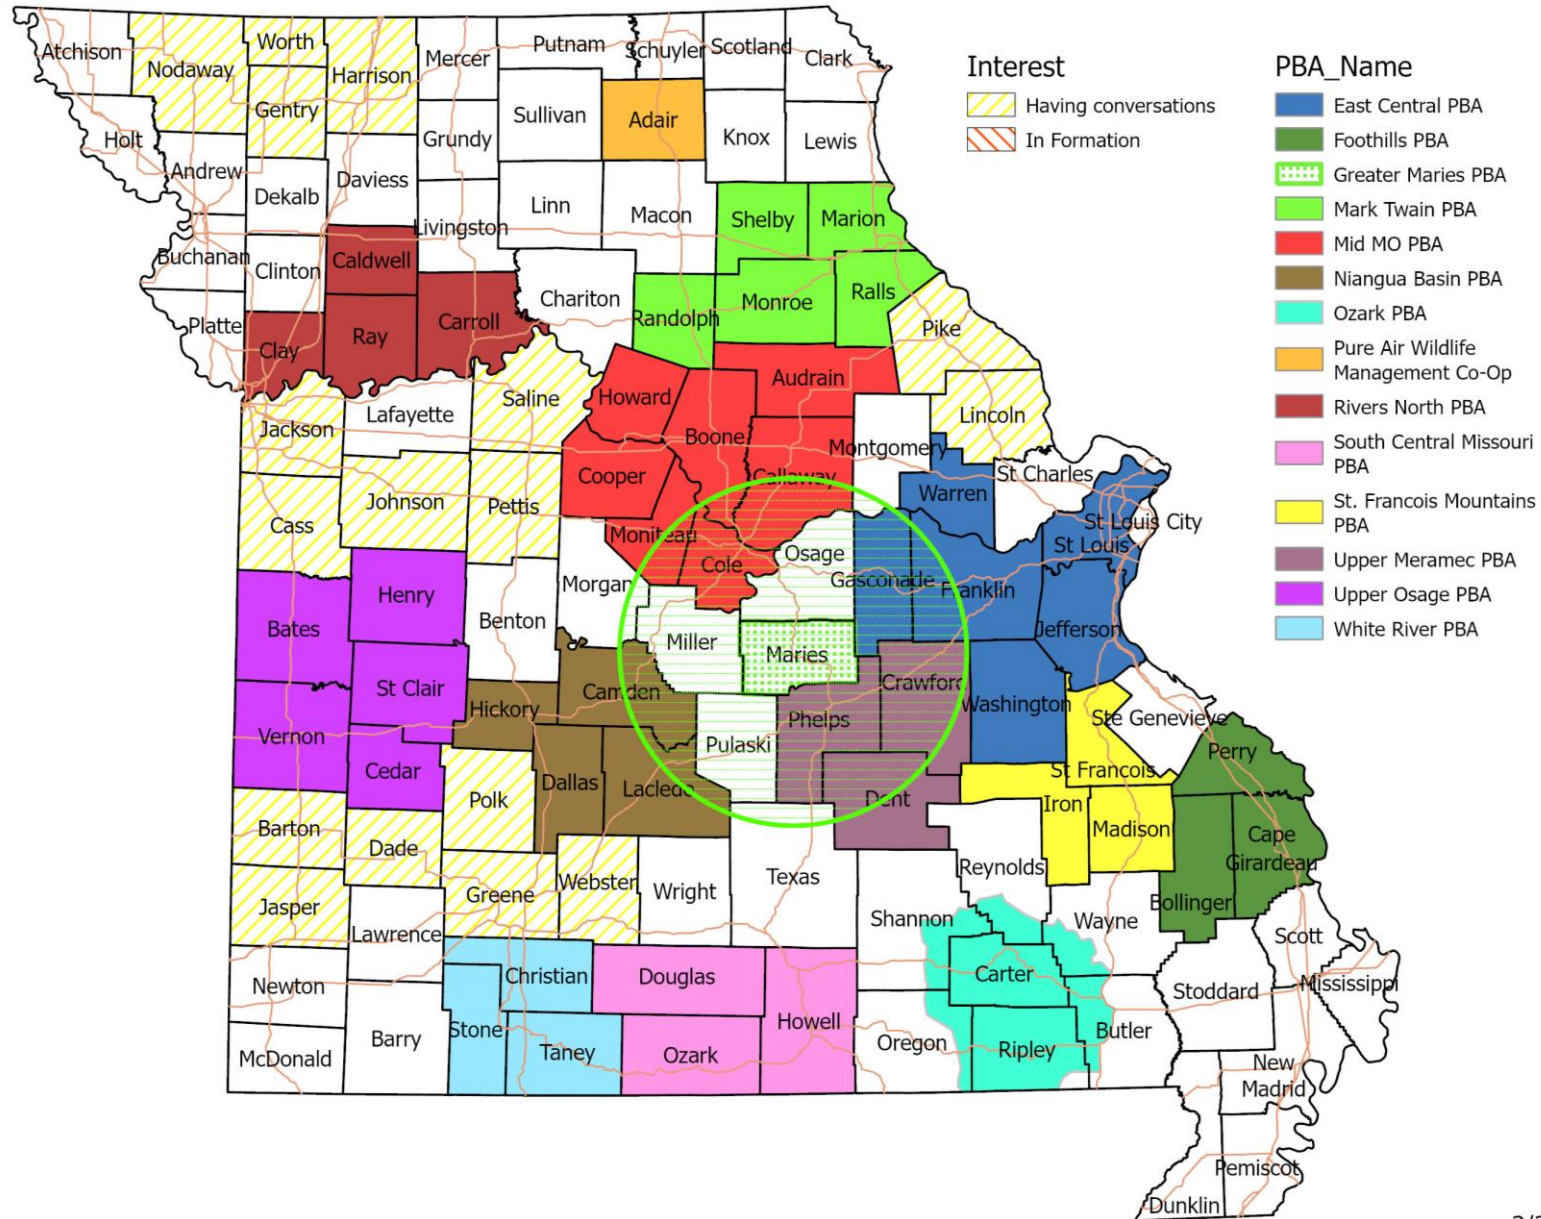 Interest
Having conversations
In Formation
PBA_Name
East Central PBA
Foothills PBA
Greater Maries PBA
Mark Twain PBA
Mid MO PBA
Niangua Basin PBA
Ozark PBA
Pure Air Wildlife
Management Co-Op
Rivers North PBA
South Central Missouri
PBA
St. Francois Mountains
PBA
Upper Meramec PBA
Upper Osage PBA
White River PBA
Atchison
Nodaway
Worth
Harrison
Mercer
Putnam
Schuyler
Scotland
Clark
Gentry
Holt
Andrew
Dekalb
Daviess
Grundy
Sullivan
Adair
Knox
Lewis
Livingston
Linn
Macon
Shelby
Marion
Buchanan
Clinton
Caldwell
Chariton
Randolph
Monroe
Ralls
Platte
Clay
Ray
Carroll
Pike
Jackson
Lafayette
Saline
Howard
Audrain
Boone
Lincoln
Montgomery
Cass
Johnson
Pettis
Cooper
Callaway
Warren
St Charles
St Louis City
St Louis
Moniteau
Cole
Osage
Gasconade
Franklin
Morgan
Bates
Henry
Benton
Miller
Maries
Jefferson
St Clair
Hickory
Camden
Phelps
Crawford
Washington
Ste Genevieve
Vernon
Cedar
Polk
Dallas
Laclede
Pulaski
Dent
Iron
St Francois
Perry
Madison
Cape
Girardeau
Barton
Dade
Greene
Webster
Wright
Texas
Reynolds
Bollinger
Jasper
Lawrence
Shannon
Wayne
Scott
Newton
Christian
Douglas
Howell
Carter
Stoddard
Mississippi
McDonald
Barry
Stone
Taney
Ozark
Oregon
Ripley
Butler
New
Madrid
Pemiscot
Dunklin